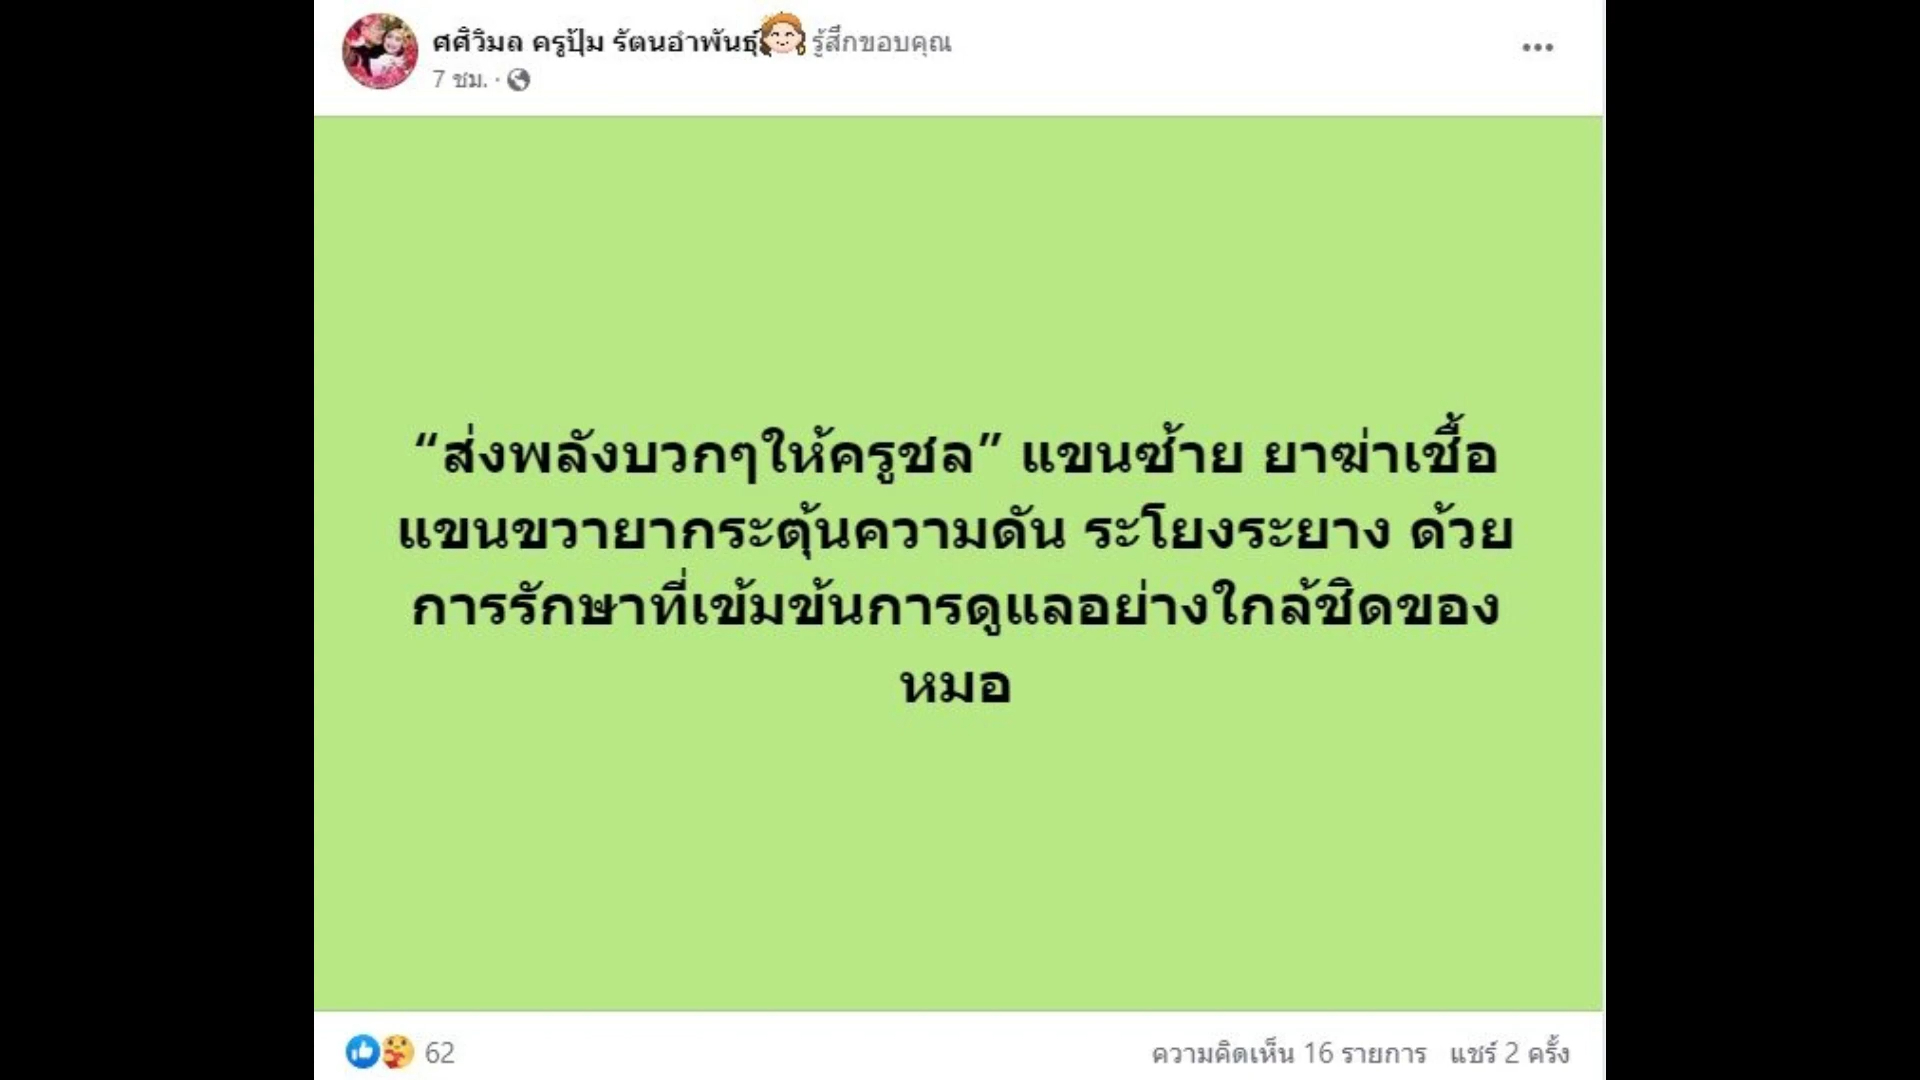 ศศิวิมล ครูปุ้ม รัตนอำพันธุ์ รู้สึกขอบคุณ
7 ชม. ·
“ส่งพลังบวกๆให้ครูชล” แขนซ้าย ยาฆ่าเชื้อ
แขนขวายากระตุ้นความดัน ระโยงระยาง ด้วย
การรักษาที่เข้มข้นการดูแลอย่างใกล้ชิดของ
หมอ
62 ความคิดเห็น 16 รายการ แชร์ 2 ครั้ง